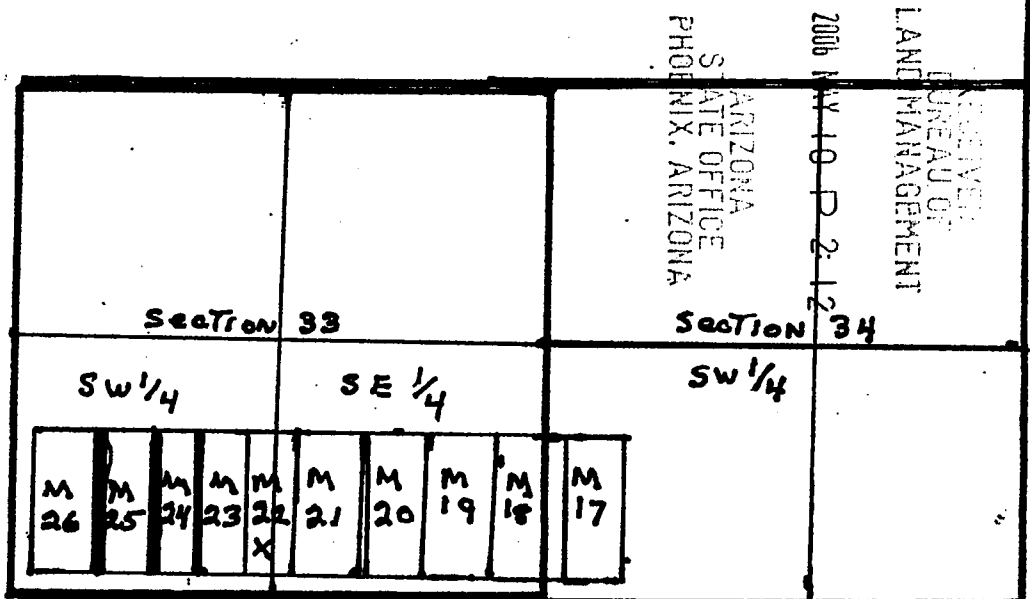 RECEIVED
BUREAU OF
LAND MANAGEMENT
2006 MAY 10 P 2:12
ARIZONA
STATE OFFICE
PHOENIX, ARIZONA
Section 33
Section 34
SW 1/4
SE 1/4
SW 1/4
M 26
M 25
M 24
M 23
M 22
X
M 21
M 20
M 19
M 18
M 17